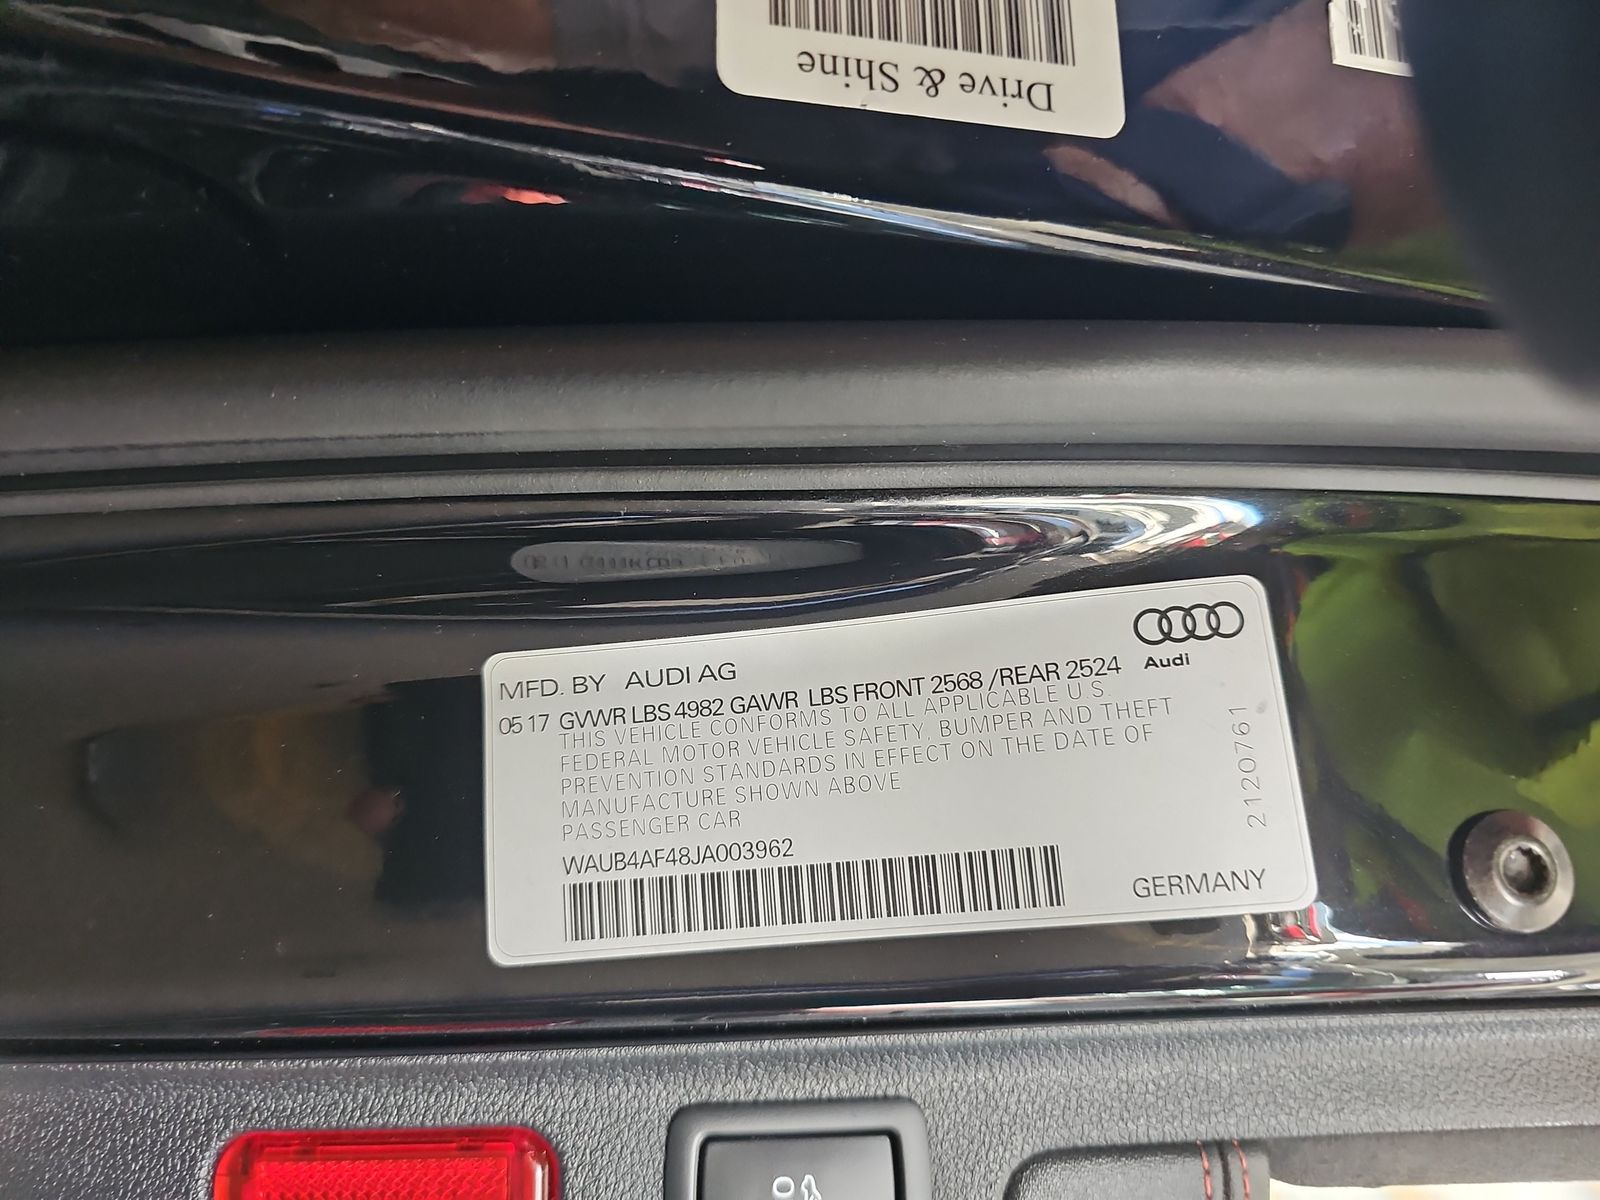 Drive & Shine
MFD. BY AUDI AG
Audi
05 17 GVWR LBS 4982 GAWR LBS FRONT 2568 /REAR 2524
THIS VEHICLE CONFORMS TO ALL APPLICABLE U.S.
FEDERAL MOTOR VEHICLE SAFETY, BUMPER AND THEFT
PREVENTION STANDARDS IN EFFECT ON THE DATE OF
MANUFACTURE SHOWN ABOVE
PASSENGER CAR
2120761
WAUB4AF48JA003962
GERMANY